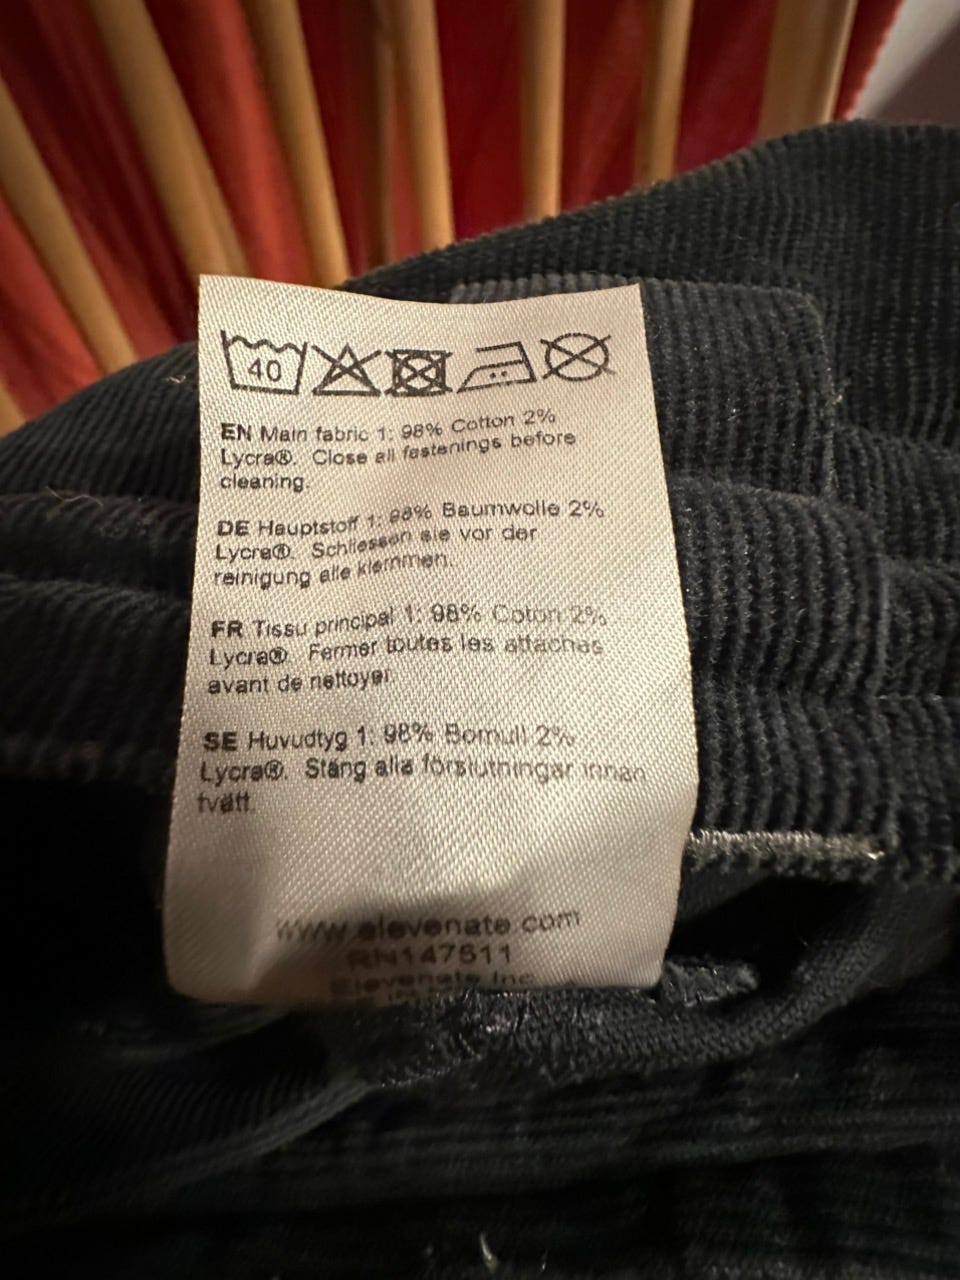 40
EN Main fabric 1: 98% Cotton 2%
Lycra®. Close all fastenings before
cleaning.
DE Hauptstoff 1: 98% Baumwolle 2%
Lycra®. Schliessen sie vor der
reinigung alle klemmen.
FR Tissu principal 1: 98% Coton 2%
Lycra® Fermer toutes les attaches
avant de nettoyer.
SE Huvudtyg 1: 98% Bomull 2%
Lycra®. Stäng alla förslutningar innan
tvätt.
www.elevenate.com
RN147511
Elevenate Inc